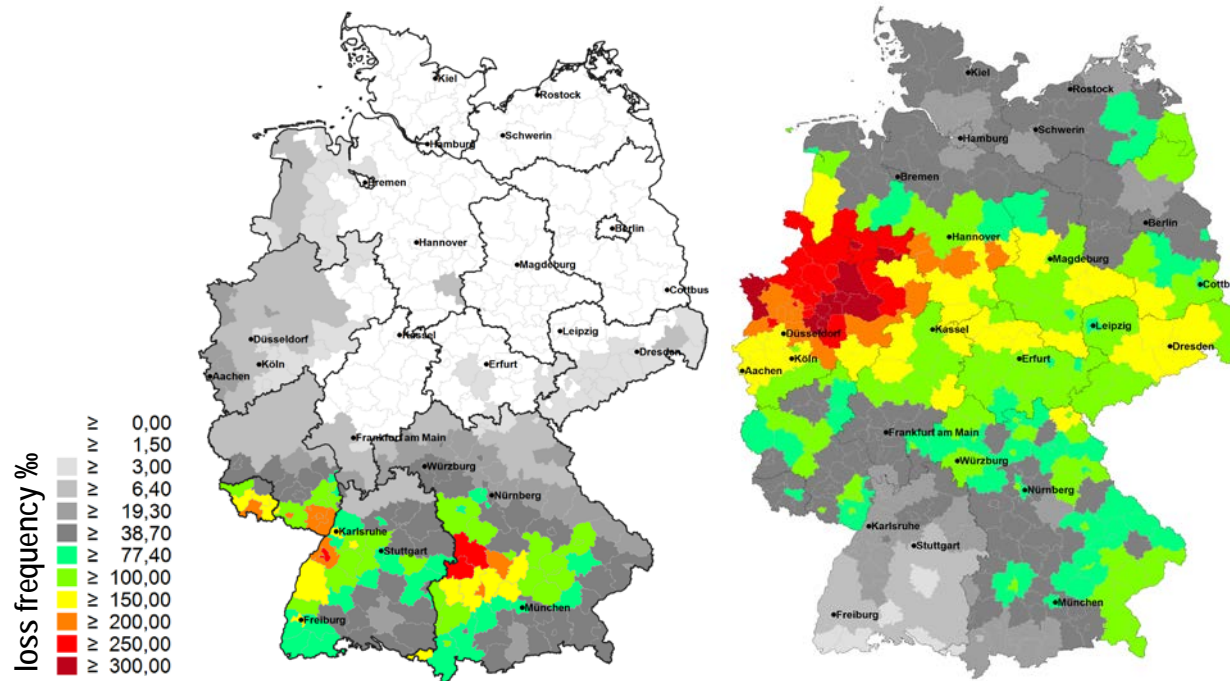 loss frequency ‰
≥ 0,00
≥ 1,50
≥ 3,00
≥ 6,40
≥ 19,30
≥ 38,70
≥ 77,40
≥ 100,00
≥ 150,00
≥ 200,00
≥ 250,00
≥ 300,00
Kiel
Rostock
Schwerin
Hamburg
Bremen
Berlin
Hannover
Magdeburg
Cottbus
Kassel
Leipzig
Düsseldorf
Dresden
Köln
Erfurt
Aachen
Frankfurt am Main
Würzburg
Nürnberg
Karlsruhe
Stuttgart
München
Freiburg
Kiel
Rostock
Schwerin
Hamburg
Bremen
Berlin
Hannover
Magdeburg
Cottb
Leipzig
Kassel
Düsseldorf
Dresden
Köln
Erfurt
Aachen
Frankfurt am Main
Würzburg
Nürnberg
Karlsruhe
Stuttgart
München
Freiburg